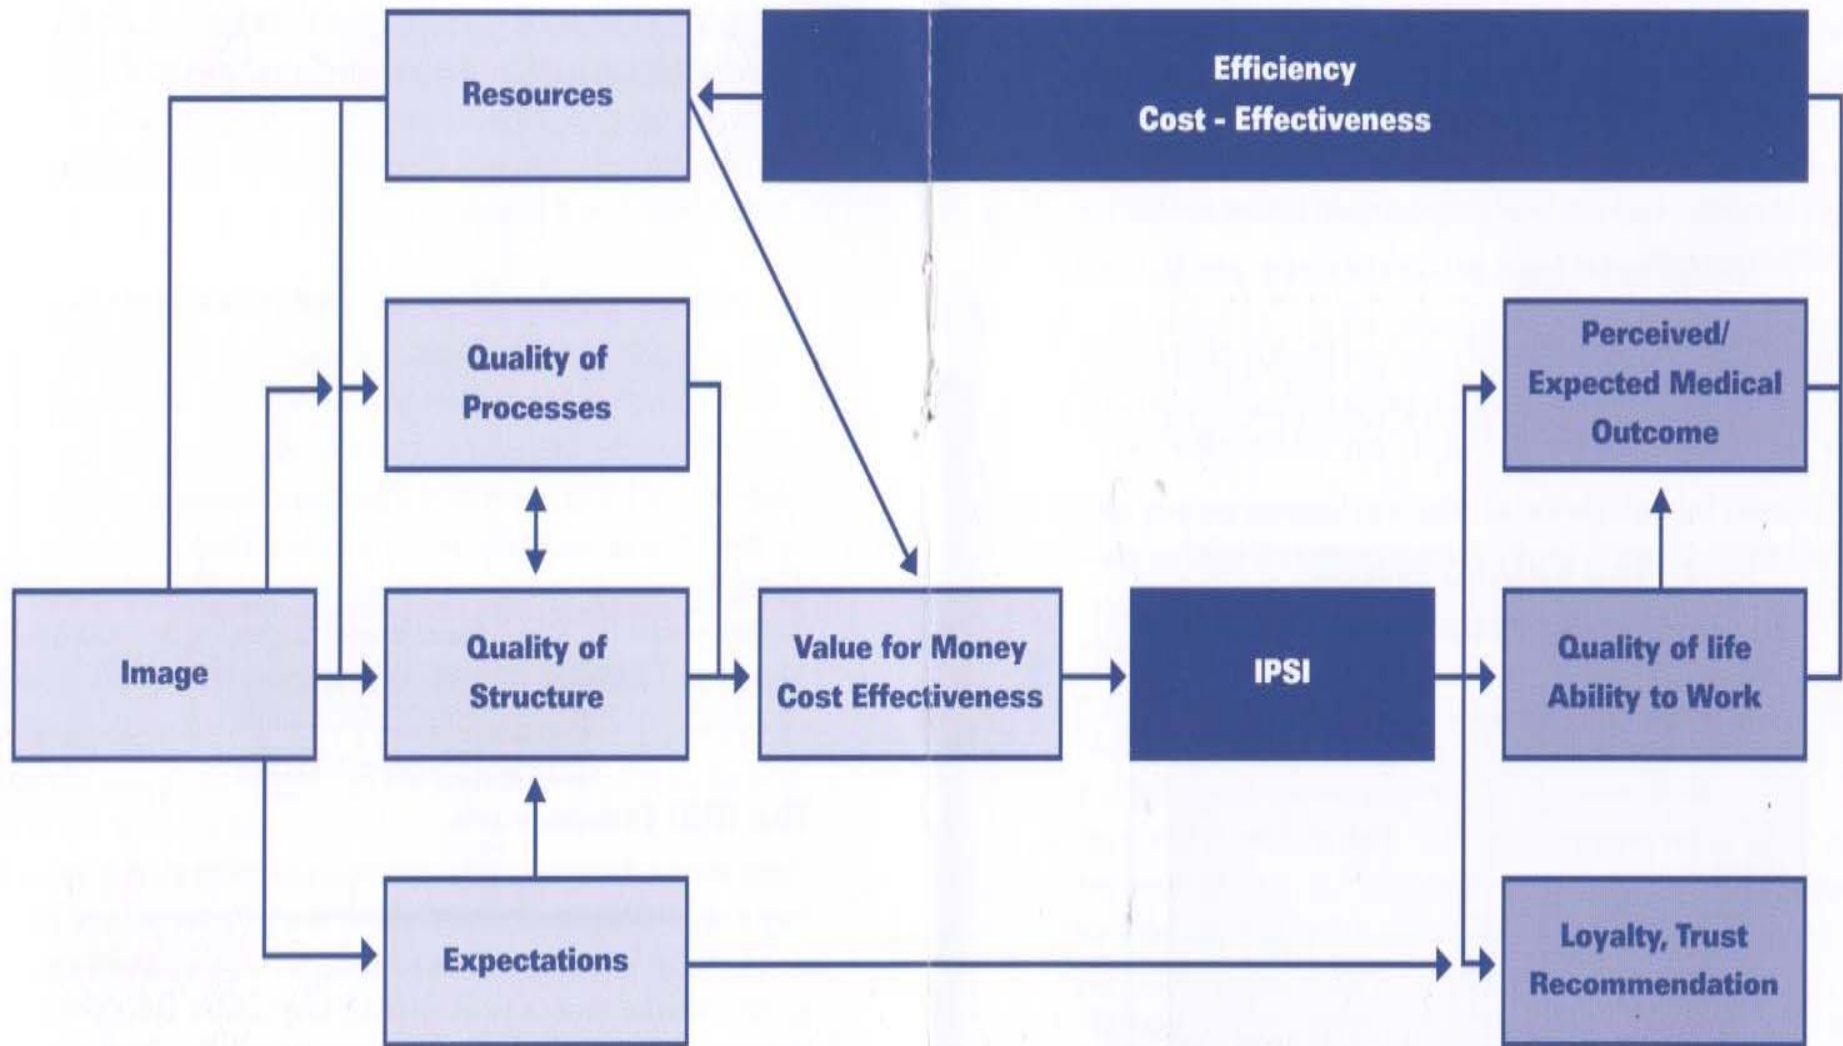 Resources
Efficiency
Cost - Effectiveness
Quality of
Processes
Perceived/
Expected Medical
Outcome
Image
Quality of
Structure
Value for Money
Cost Effectiveness
IPSI
Quality of life
Ability to Work
Expectations
Loyalty, Trust
Recommendation